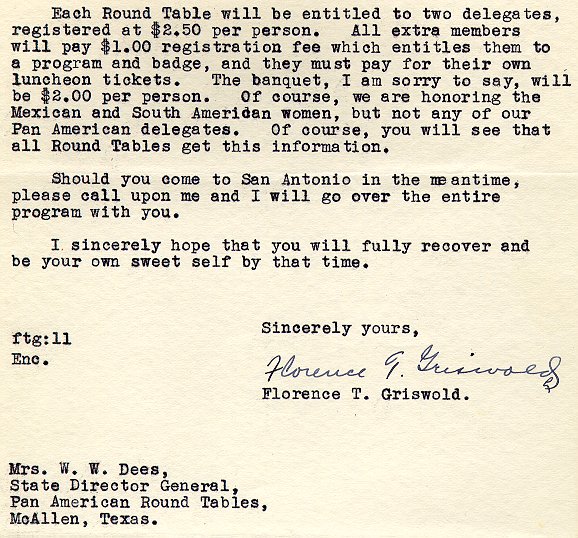 Each Round Table will be entitled to two delegates,
registered at $2.50 per person. All extra members
will pay $1.00 registration fee which entitles them to
a program and badge, and they must pay for their own
luncheon tickets. The banquet, I am sorry to say, will
be $2.00 per person. Of course, we are honoring the
Mexican and South American women, but not any of our
Pan American delegates. Of course, you will see that
all Round Tables get this information.
Should you come to San Antonio in the meantime,
please call upon me and I will go over the entire
program with you.
I sincerely hope that you will fully recover and
be your own sweet self by that time.
Sincerely yours,
ftg:ll
Enc.
Florence T. Griswold
Florence T. Griswold.
Mrs. W. W. Dees,
State Director General,
Pan American Round Tables,
McAllen, Texas.